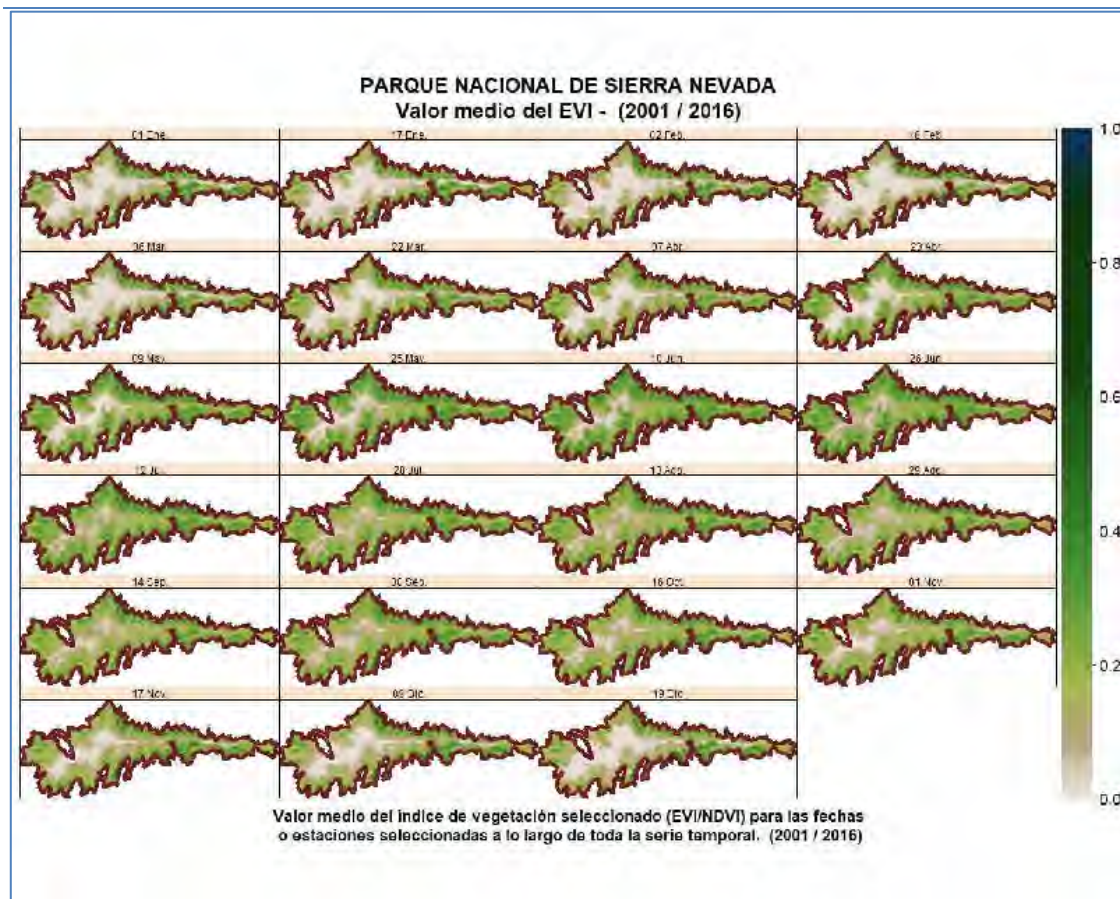 PARQUE NACIONAL DE SIERRA NEVADA
Valor medio del EVI - (2001 / 2016)
01 Ene.
17 Ene.
02 Feb.
18 Feb.
06 Mar.
22 Mar.
07 Abr.
23 Abr.
09 May.
25 May.
10 Jun.
26 Jun.
12 Jul.
28 Jul.
13 Ago.
29 Ago.
14 Sep.
30 Sep.
16 Oct.
01 Nov.
17 Nov.
19 Dic.
1.0
0.8
0.6
0.4
0.2
0.0
Valor medio del índice de vegetación seleccionado (EVI/NDVI) para las fechas
o estaciones seleccionadas a lo largo de toda la serie temporal. (2001 / 2016)